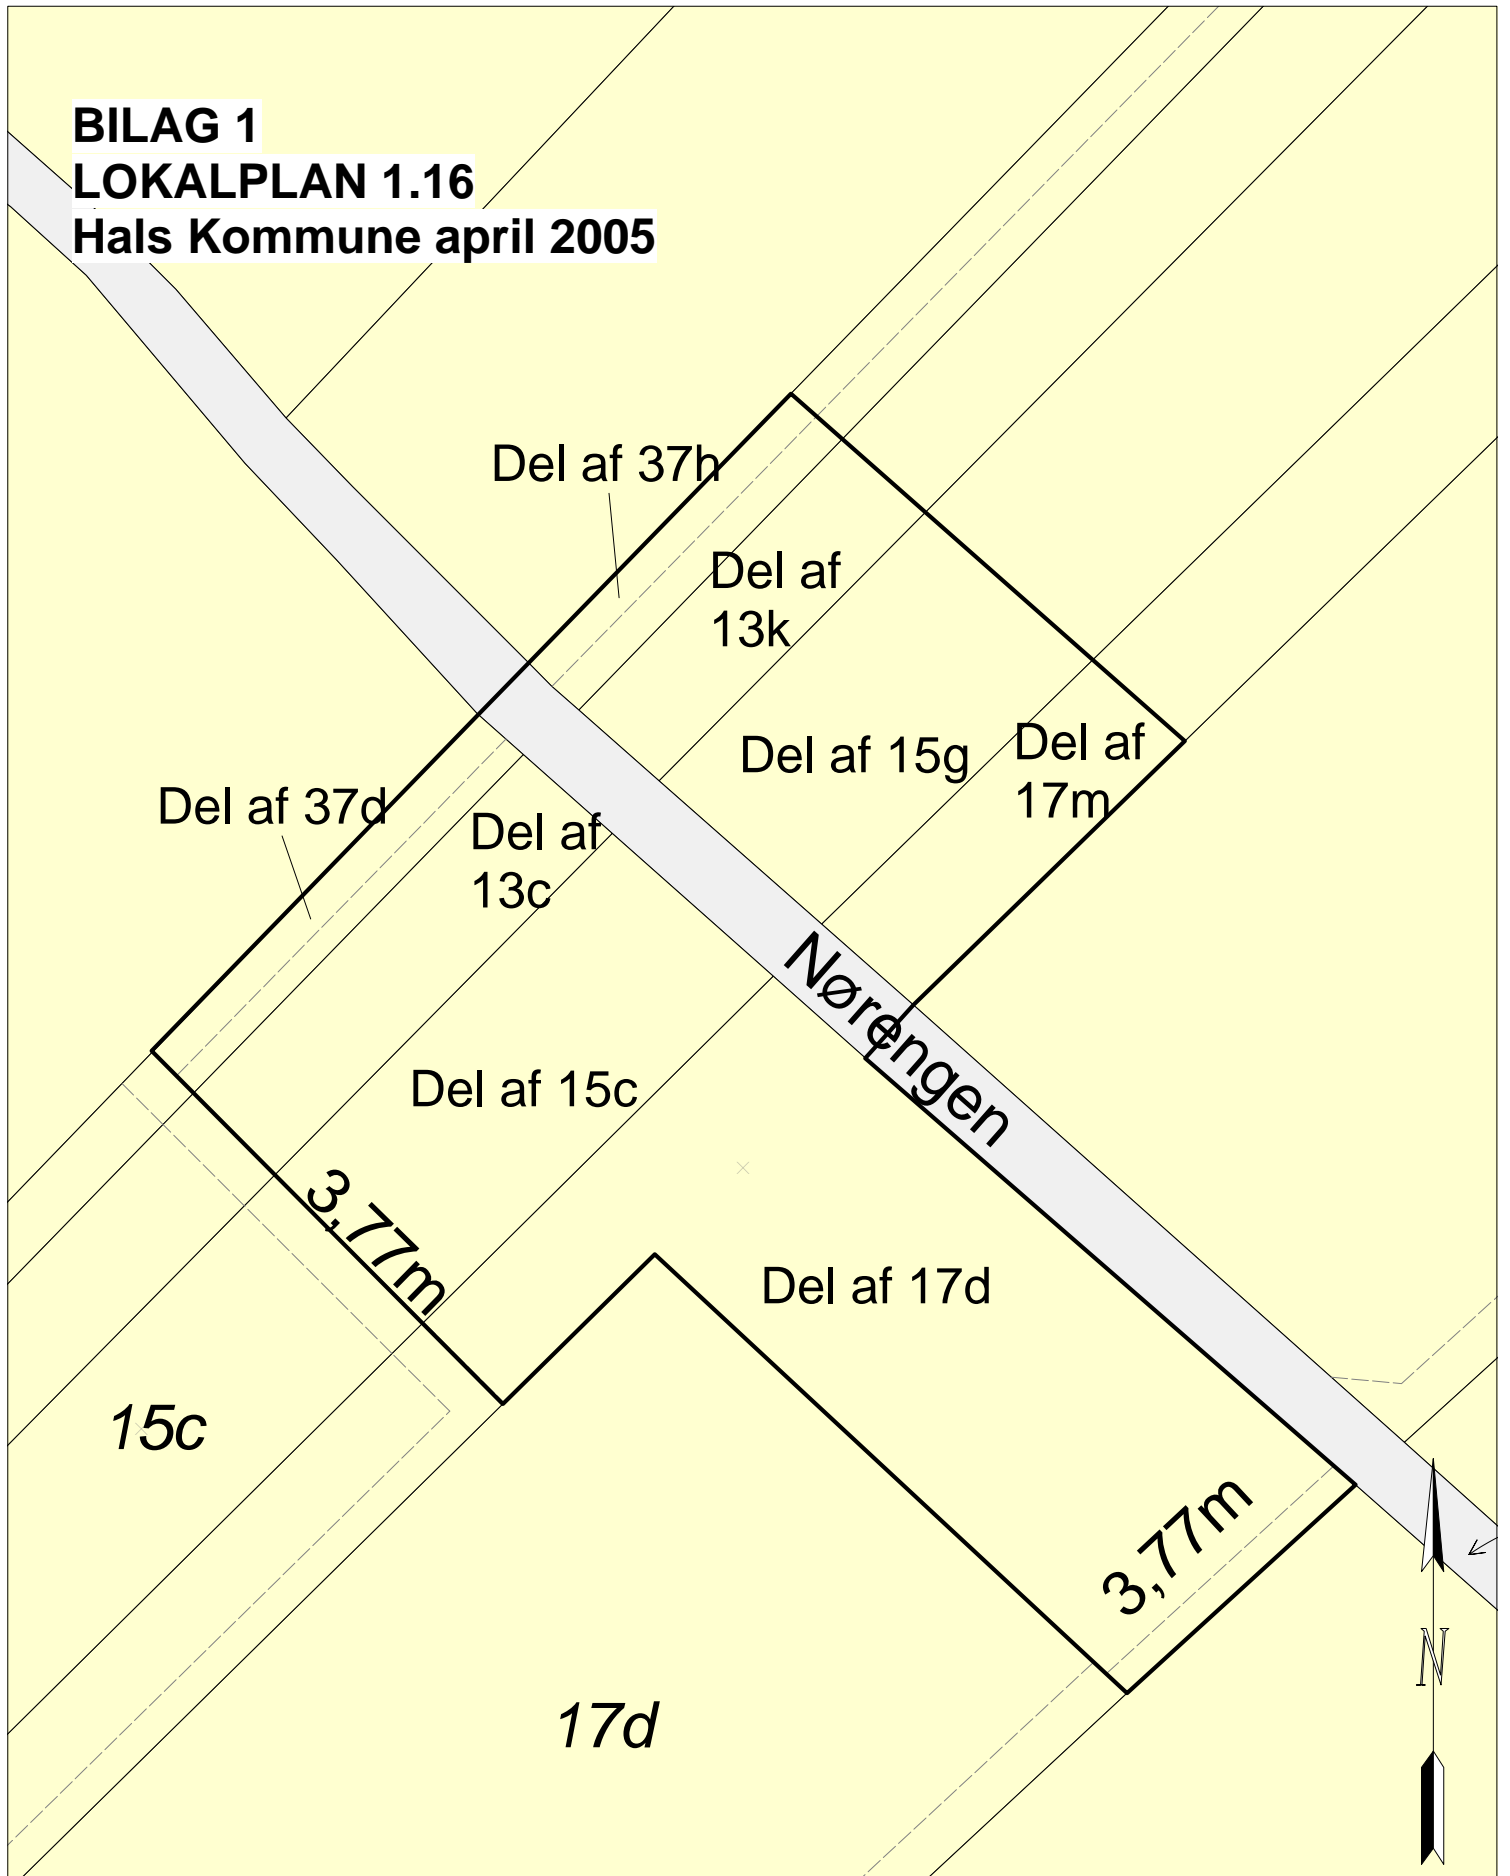 BILAG 1
LOKALPLAN 1.16
Hals Kommune april 2005
Del af 37h
Del af
13k
Del af 15g
Del af
17m
Del af 37d
Del af
13c
Nørengen
Del af 15c
3,77m
Del af 17d
15c
3,77m
N
17d